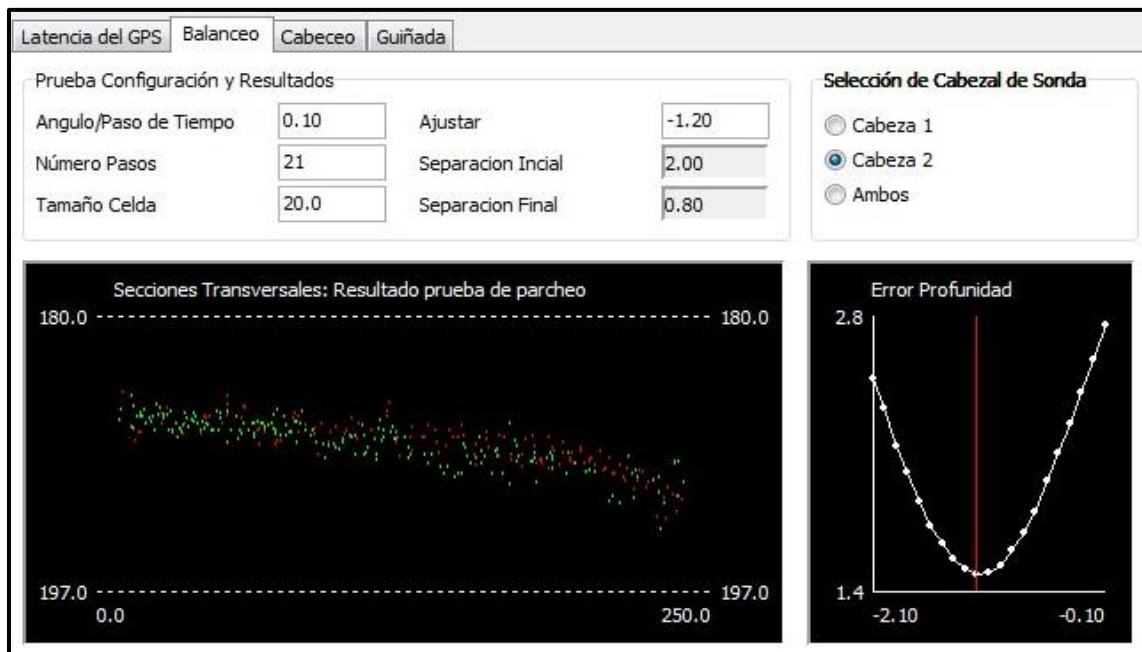 Latencia del GPS Balanceo Cabeceo Guiñada
Prueba Configuración y Resultados
Angulo/Paso de Tiempo 0.10 Ajustar -1.20
Número Pasos 21 Separacion Incial 2.00
Tamaño Celda 20.0 Separacion Final 0.80
Selección de Cabezal de Sonda
Cabeza 1
Cabeza 2
Ambos
Secciones Transversales: Resultado prueba de parcheo
180.0 180.0
197.0 197.0
0.0 250.0
Error Profunidad
2.8
1.4
-2.10 -0.10